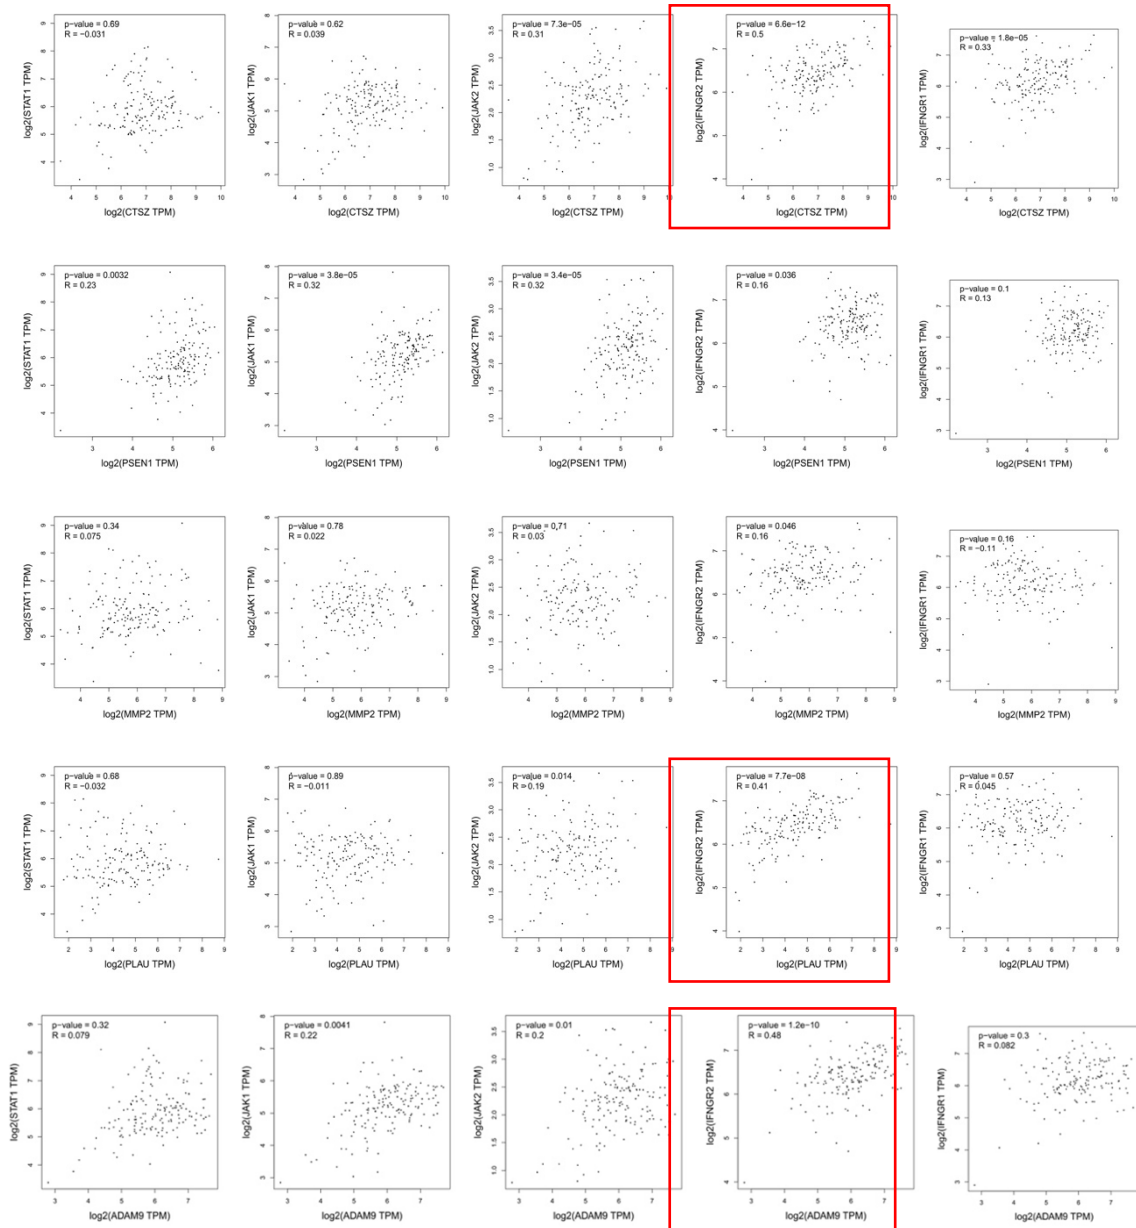 p-value = 0.69
R = −0.031
log2(STAT1 TPM)
log2(CTSZ TPM)
p-value = 0.62
R = 0.039
log2(JAK1 TPM)
log2(CTSZ TPM)
p-value = 7.3e-05
R = 0.31
log2(JAK2 TPM)
log2(CTSZ TPM)
p-value = 6.6e-12
R = 0.5
log2(IFNGR2 TPM)
log2(CTSZ TPM)
p-value = 1.8e-05
R = 0.33
log2(IFNGR1 TPM)
log2(CTSZ TPM)
p-value = 0.0032
R = 0.23
log2(STAT1 TPM)
log2(PSEN1 TPM)
p-value = 3.8e-05
R = 0.32
log2(JAK1 TPM)
log2(PSEN1 TPM)
p-value = 3.4e-05
R = 0.32
log2(JAK2 TPM)
log2(PSEN1 TPM)
p-value = 0.036
R = 0.16
log2(IFNGR2 TPM)
log2(PSEN1 TPM)
p-value = 0.1
R = 0.13
log2(IFNGR1 TPM)
log2(PSEN1 TPM)
p-value = 0.34
R = 0.075
log2(STAT1 TPM)
log2(MMP2 TPM)
p-value = 0.78
R = 0.022
log2(JAK1 TPM)
log2(MMP2 TPM)
p-value = 0.71
R = 0.03
log2(JAK2 TPM)
log2(MMP2 TPM)
p-value = 0.046
R = 0.16
log2(IFNGR2 TPM)
log2(MMP2 TPM)
p-value = 0.16
R = −0.11
log2(IFNGR1 TPM)
log2(MMP2 TPM)
p-value = 0.68
R = −0.032
log2(STAT1 TPM)
log2(PLAU TPM)
p-value = 0.89
R = −0.011
log2(JAK1 TPM)
log2(PLAU TPM)
p-value = 0.014
R = 0.19
log2(JAK2 TPM)
log2(PLAU TPM)
p-value = 7.7e-08
R = 0.41
log2(IFNGR2 TPM)
log2(PLAU TPM)
p-value = 0.57
R = 0.045
log2(IFNGR1 TPM)
log2(PLAU TPM)
p-value = 0.32
R = 0.079
log2(STAT1 TPM)
log2(ADAM9 TPM)
p-value = 0.0041
R = 0.22
log2(JAK1 TPM)
log2(ADAM9 TPM)
p-value = 0.01
R = 0.2
log2(JAK2 TPM)
log2(ADAM9 TPM)
p-value = 1.2e-10
R = 0.48
log2(IFNGR2 TPM)
log2(ADAM9 TPM)
p-value = 0.3
R = 0.082
log2(IFNGR1 TPM)
log2(ADAM9 TPM)